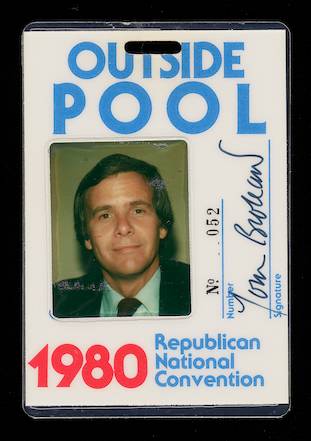 OUTSIDE
POOL
Nº 052
Number
Tom Brokaw
Signature
1980
Republican
National
Convention